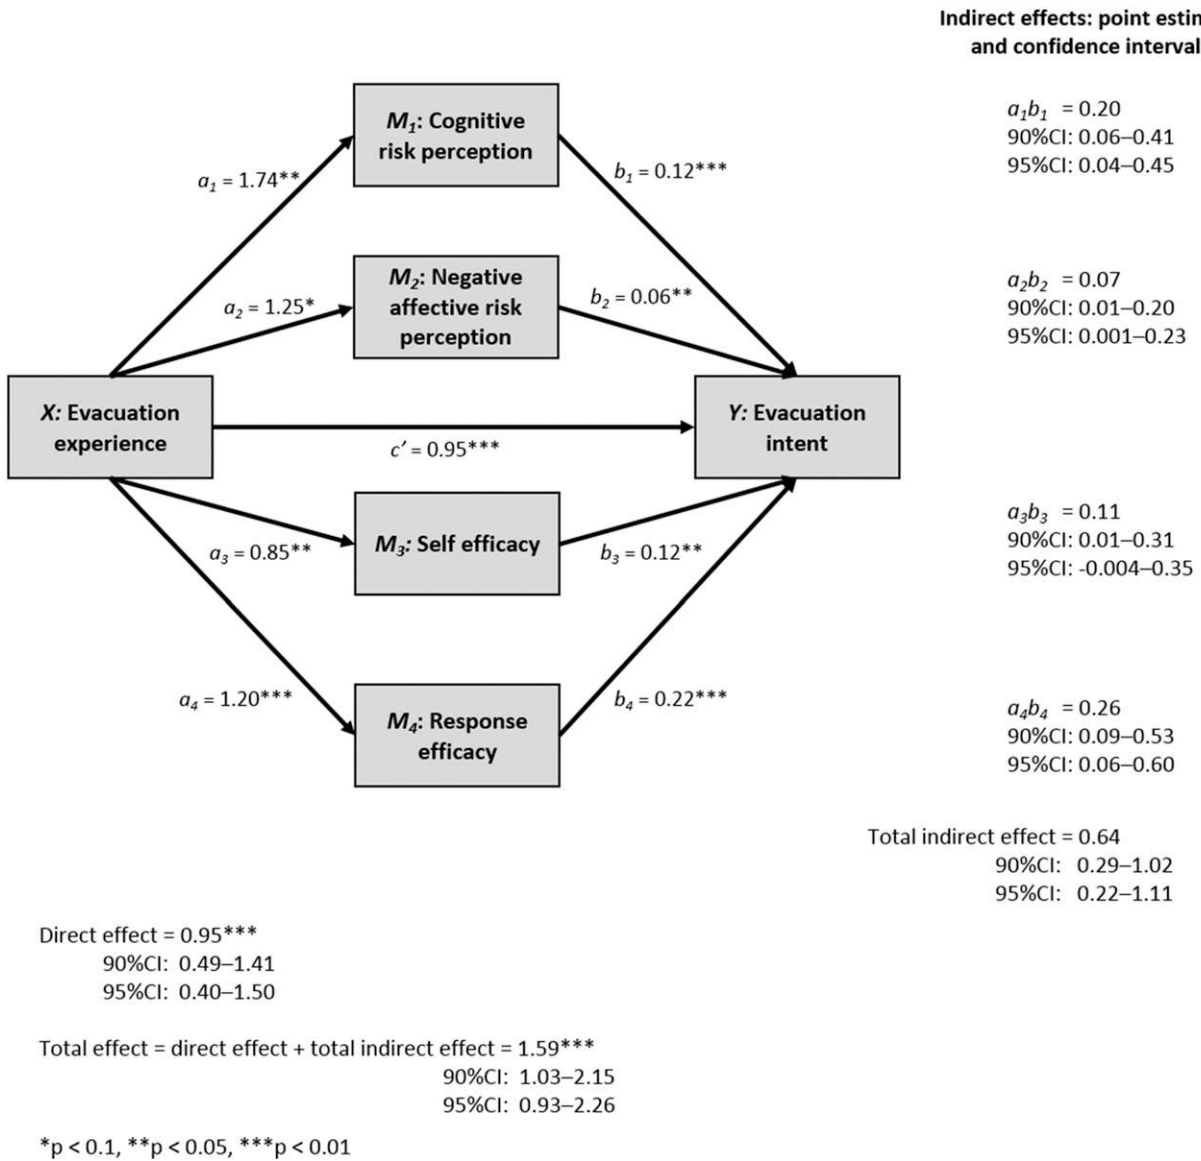 Indirect effects: point estin
and confidence interval
M1: Cognitive
risk perception
a1 = 1.74**
b1 = 0.12***
a1b1 = 0.20
90%CI: 0.06–0.41
95%CI: 0.04–0.45
M2: Negative
affective risk
perception
a2 = 1.25*
b2 = 0.06**
a2b2 = 0.07
90%CI: 0.01–0.20
95%CI: 0.001–0.23
X: Evacuation
experience
c′ = 0.95***
Y: Evacuation
intent
M3: Self efficacy
a3 = 0.85**
b3 = 0.12**
a3b3 = 0.11
90%CI: 0.01–0.31
95%CI: -0.004–0.35
M4: Response
efficacy
a4 = 1.20***
b4 = 0.22***
a4b4 = 0.26
90%CI: 0.09–0.53
95%CI: 0.06–0.60
Total indirect effect = 0.64
90%CI: 0.29–1.02
95%CI: 0.22–1.11
Direct effect = 0.95***
90%CI: 0.49–1.41
95%CI: 0.40–1.50
Total effect = direct effect + total indirect effect = 1.59***
90%CI: 1.03–2.15
95%CI: 0.93–2.26
*p < 0.1, **p < 0.05, ***p < 0.01